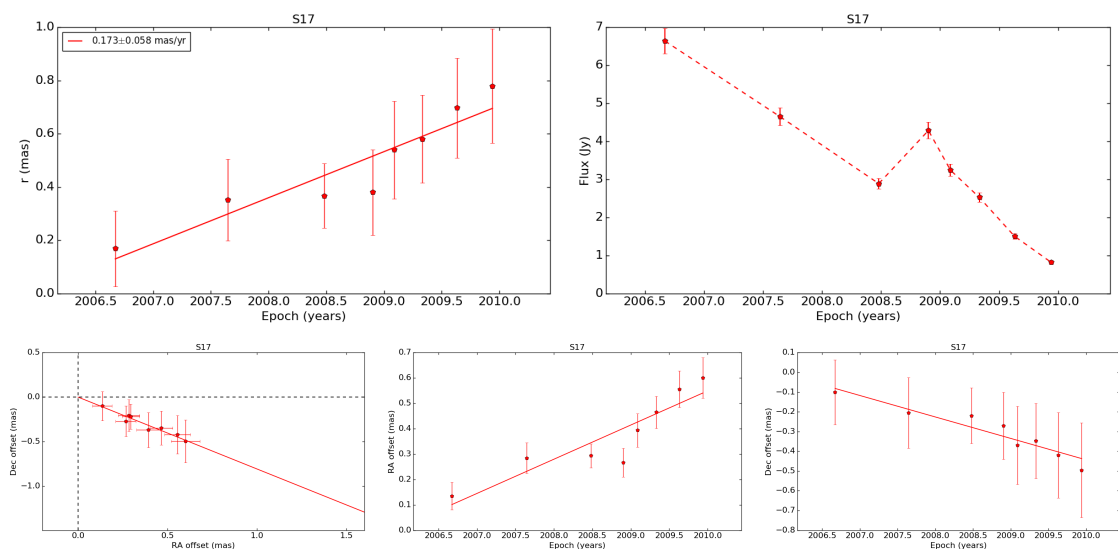 S17
1.0
0.8
0.6
0.4
0.2
0.0
r (mas)
0.173±0.058 mas/yr
2006.5 2007.0 2007.5 2008.0 2008.5 2009.0 2009.5 2010.0
Epoch (years)
S17
7
6
5
4
3
2
1
0
Flux (Jy)
2006.5 2007.0 2007.5 2008.0 2008.5 2009.0 2009.5 2010.0
Epoch (years)
S17
0.5
0.0
−0.5
−1.0
Dec offset (mas)
0.0 0.5 1.0 1.5
RA offset (mas)
S17
0.7
0.6
0.5
0.4
0.3
0.2
0.1
0.0
RA offset (mas)
2006.5 2007.0 2007.5 2008.0 2008.5 2009.0 2009.5 2010.0
Epoch (years)
S17
0.1
0.0
−0.1
−0.2
−0.3
−0.4
−0.5
−0.6
−0.7
−0.8
Dec offset (mas)
2006.5 2007.0 2007.5 2008.0 2008.5 2009.0 2009.5 2010.0
Epoch (years)